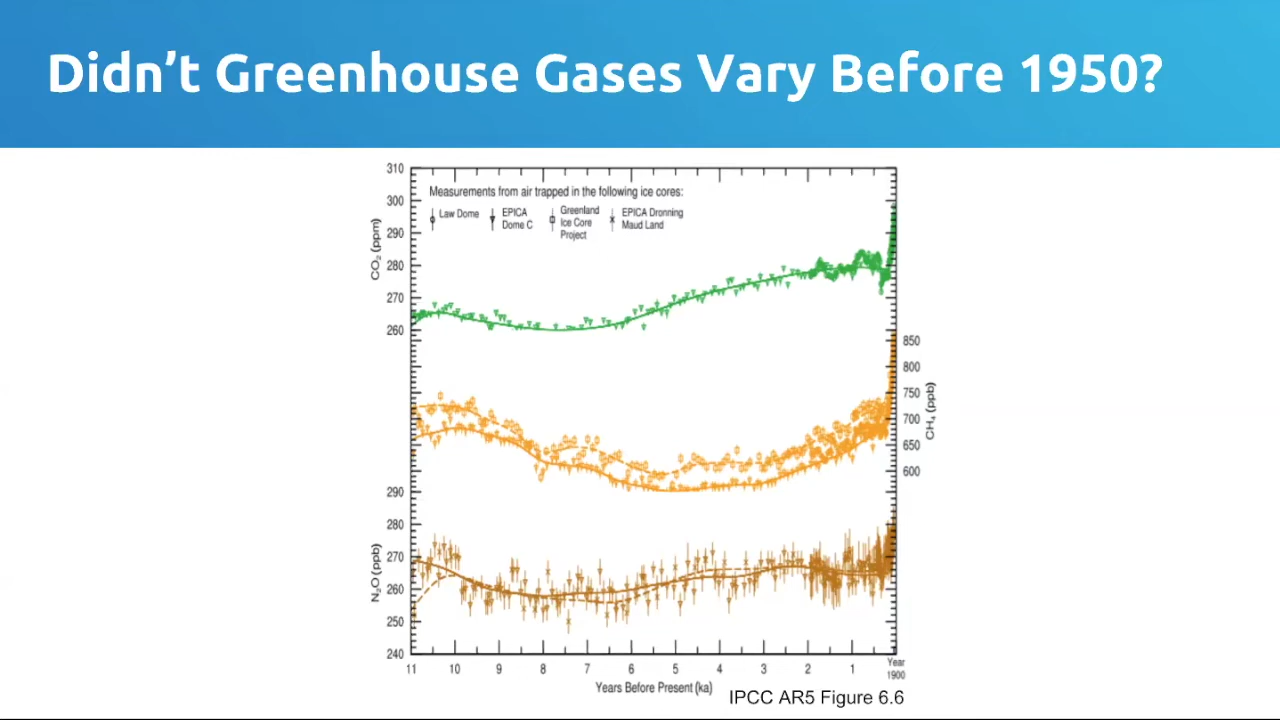 Didn't Greenhouse Gases Vary Before 1950?
310
300
290
280
270
260
CO₂ (ppm)
Measurements from air trapped in the following ice cores:
Law Dome
EPICA
Dome C
Greenland
Ice Core
Project
EPICA Dronning
Maud Land
850
800
750
700
650
600
CH₄ (ppb)
290
280
270
260
250
240
N₂O (ppb)
11 10 9 8 7 6 5 4 3 2 1
Year
1900
Years Before Present (ka)
IPCC AR5 Figure 6.6